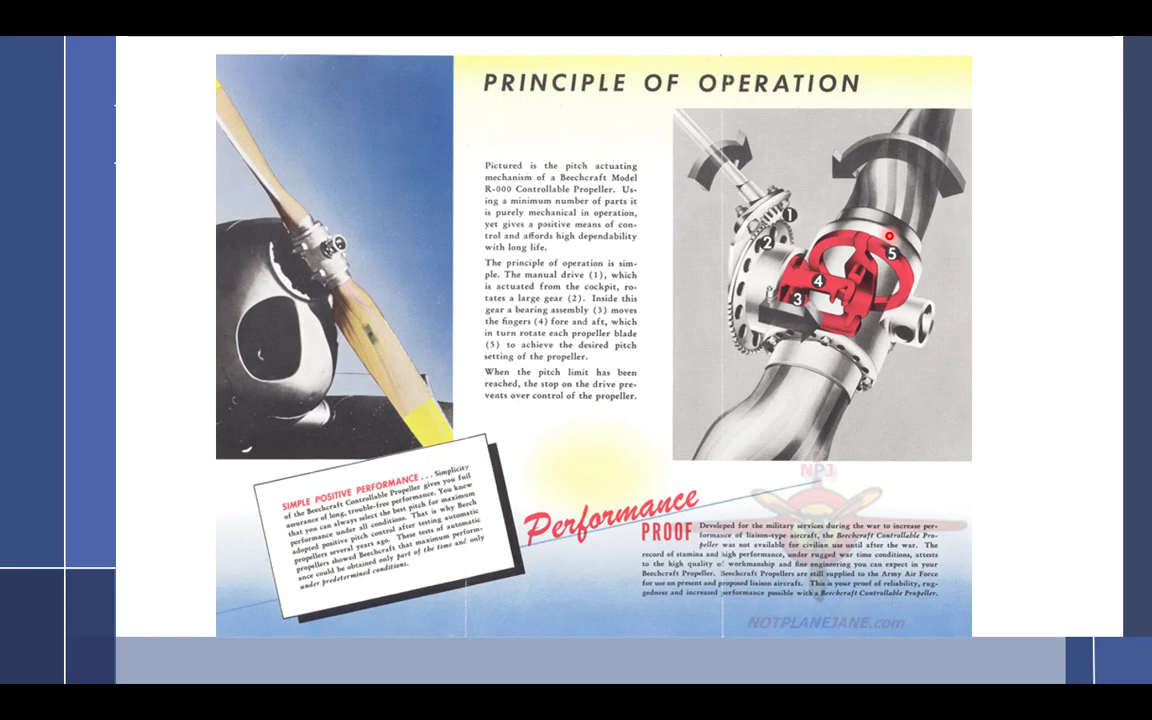 PRINCIPLE OF OPERATION
Pictured is the pitch actuating
mechanism of a Beechcraft Model
R-000 Controllable Propeller. Us-
ing a minimum number of parts it
is purely mechanical in operation,
yet gives a positive means of con-
trol and affords high dependability
with long life.
The principle of operation is sim-
ple. The manual drive (1), which
is actuated from the cockpit, ro-
tates a large gear (2). Inside this
gear a bearing assembly (3) moves
the fingers (4) fore and aft, which
in turn rotate each propeller blade
(5) to achieve the desired pitch
setting of the propeller.
When the pitch limit has been
reached, the stop on the drive pre-
vents over control of the propeller.
1
2
3
4
5
SIMPLE POSITIVE PERFORMANCE . . . Simplicity
of the Beechcraft Controllable Propeller gives you full
assurance of long, trouble-free performance. You know
that you can always select the best pitch for maximum
performance under all conditions. That is why Beech
adopted positive pitch control after testing automatic
propellers several years ago. These tests of automatic
propellers showed Beechcraft that maximum perform-
ance could be obtained only part of the time and only
under predetermined conditions.
NPJ
Performance
PROOF
Developed for the military services during the war to increase per-
formance of liaison-type aircraft, the Beechcraft Controllable Pro-
peller was not available for civilian use until after the war. The
record of stamina and high performance, under rugged war time conditions, attests
to the high quality of workmanship and fine engineering you can expect in your
Beechcraft Propeller. Beechcraft Propellers are still supplied to the Army Air Force
for use on present and proposed liaison aircraft. This is your proof of reliability, rug-
gedness and increased performance possible with a Beechcraft Controllable Propeller.
NOTPLANEJANE.com